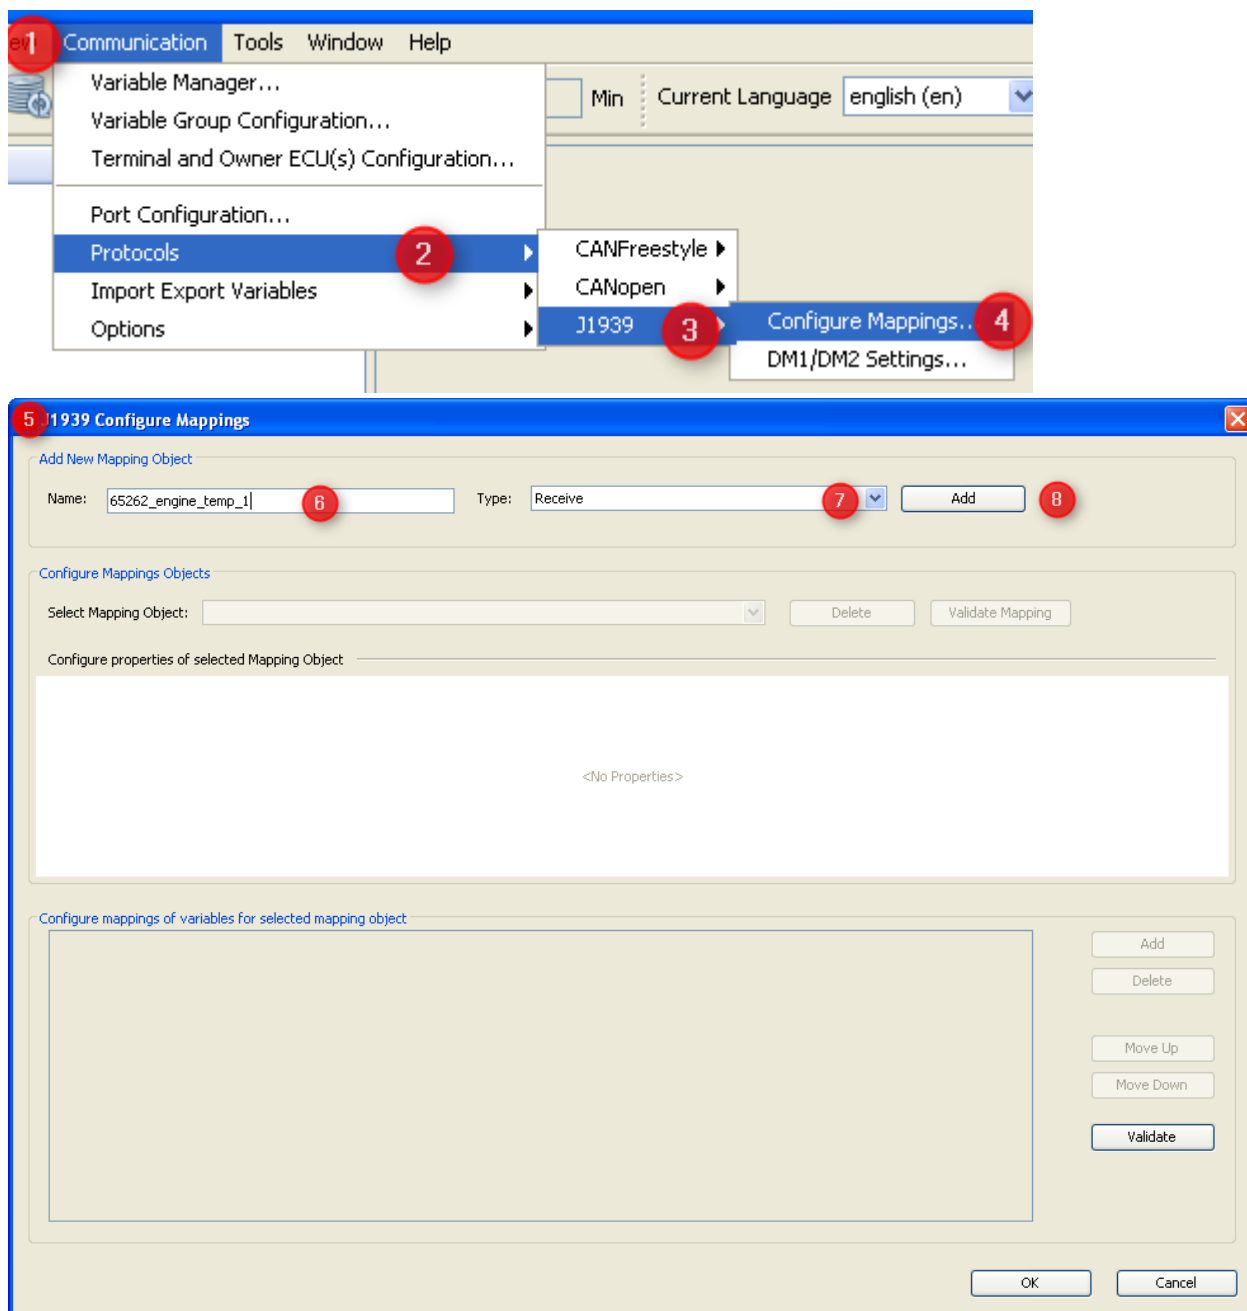 1 Communication Tools Window Help
Variable Manager...
Min Current Language english (en)
Variable Group Configuration...
Terminal and Owner ECU(s) Configuration...
Port Configuration...
Protocols 2 CANFreestyle
Import Export Variables CANopen
Options J1939 3 Configure Mappings.. 4
DM1/DM2 Settings...
5 J1939 Configure Mappings
Add New Mapping Object
Name: 65262_engine_temp_1 6 Type: Receive 7 Add 8
Configure Mappings Objects
Select Mapping Object: Delete Validate Mapping
Configure properties of selected Mapping Object
<No Properties>
Configure mappings of variables for selected mapping object
Add
Delete
Move Up
Move Down
Validate
OK Cancel